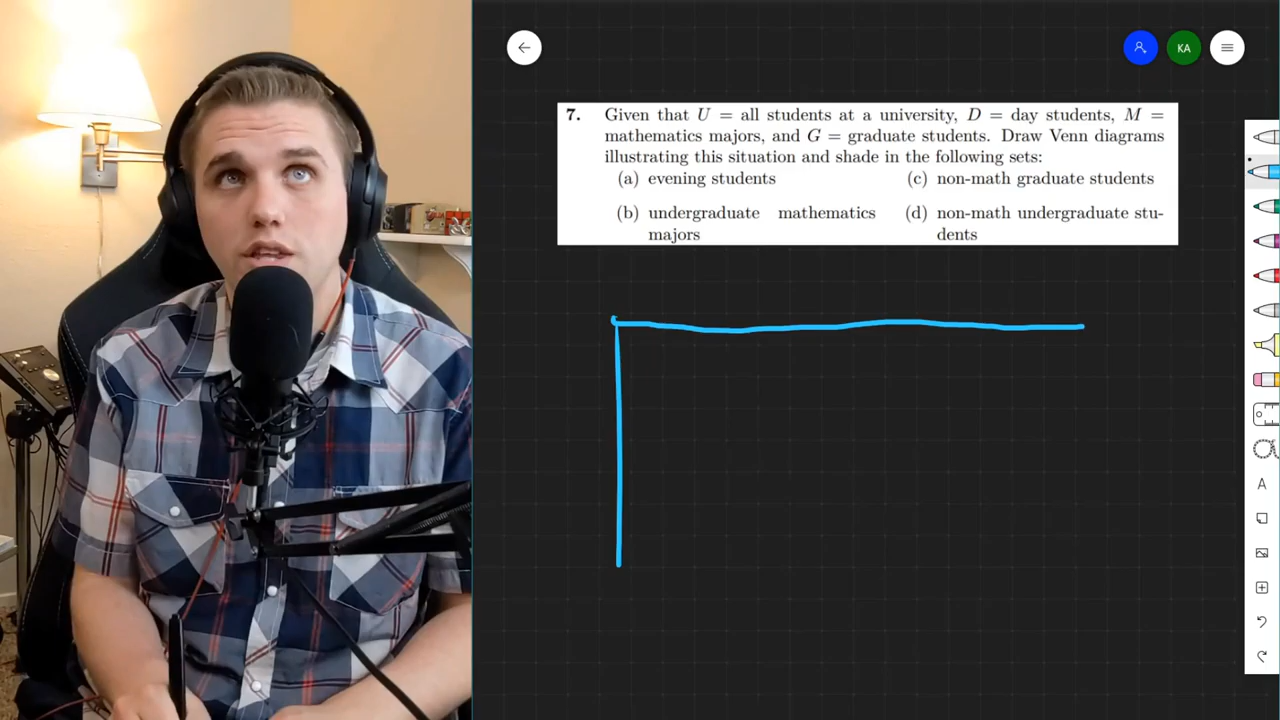 KA
7. Given that U = all students at a university, D = day students, M =
mathematics majors, and G = graduate students. Draw Venn diagrams
illustrating this situation and shade in the following sets:
(a) evening students (c) non-math graduate students
(b) undergraduate mathematics (d) non-math undergraduate stu-
majors dents
A